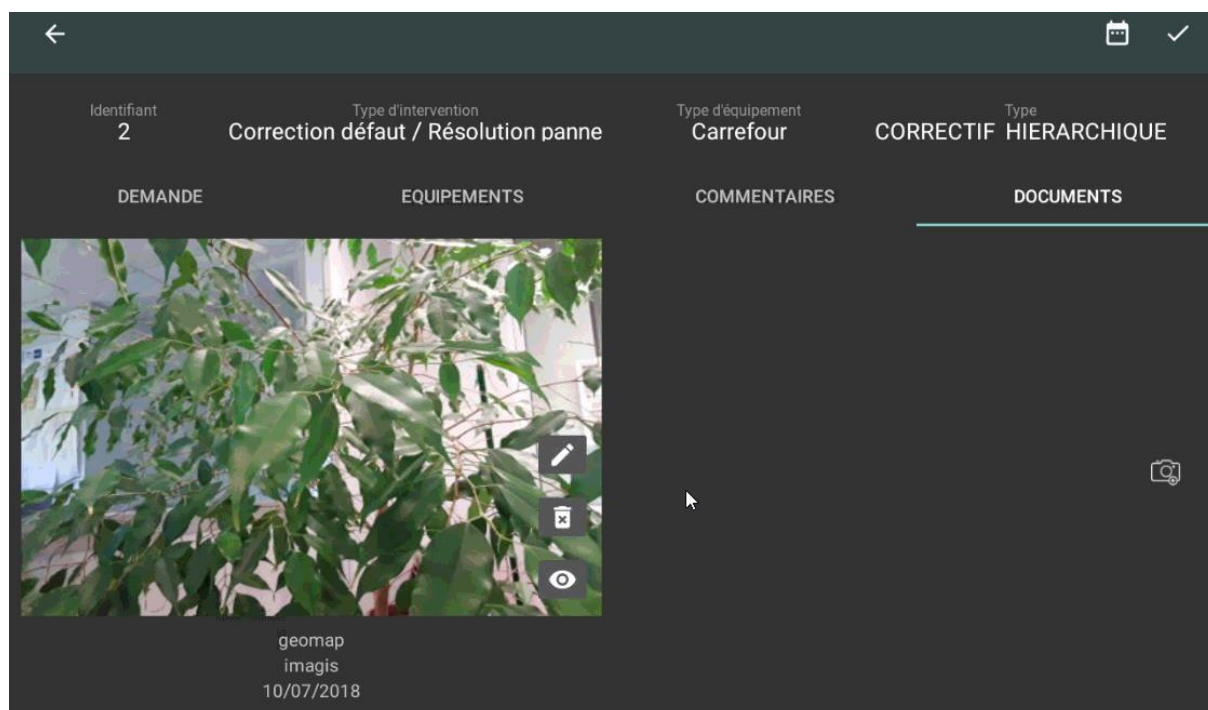 Identifiant
2
Type d'intervention
Correction défaut / Résolution panne
Type d'équipement
Carrefour
Type
CORRECTIF HIERARCHIQUE
DEMANDE
EQUIPEMENTS
COMMENTAIRES
DOCUMENTS
geomap
imagis
10/07/2018